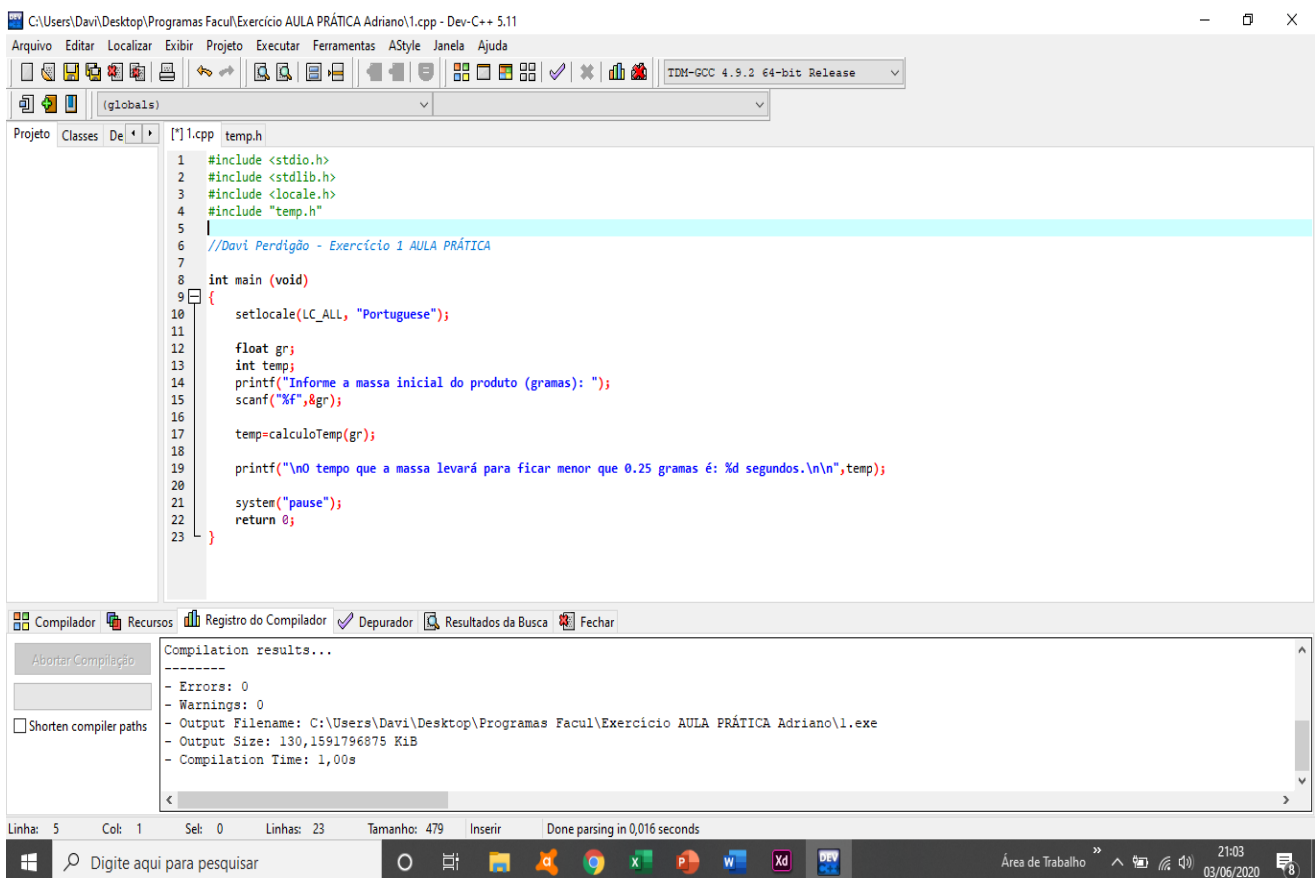 C:\Users\Davi\Desktop\Programas Facul\Exercício AULA PRÁTICA Adriano\1.cpp - Dev-C++ 5.11
Arquivo Editar Localizar Exibir Projeto Executar Ferramentas AStyle Janela Ajuda
TDM-GCC 4.9.2 64-bit Release
(globals)
Projeto Classes De [*] 1.cpp temp.h
1 #include <stdio.h>
2 #include <stdlib.h>
3 #include <locale.h>
4 #include "temp.h"
5
6 //Davi Perdigão - Exercício 1 AULA PRÁTICA
7
8 int main (void)
9 {
10 setlocale(LC_ALL, "Portuguese");
11
12 float gr;
13 int temp;
14 printf("Informe a massa inicial do produto (gramas): ");
15 scanf("%f",&gr);
16
17 temp=calculoTemp(gr);
18
19 printf("\nO tempo que a massa levará para ficar menor que 0.25 gramas é: %d segundos.\n\n",temp);
20
21 system("pause");
22 return 0;
23 }
Compilador Recursos Registro do Compilador Depurador Resultados da Busca Fechar
Abortar Compilação
Shorten compiler paths
Compilation results...
--------
- Errors: 0
- Warnings: 0
- Output Filename: C:\Users\Davi\Desktop\Programas Facul\Exercício AULA PRÁTICA Adriano\1.exe
- Output Size: 130,1591796875 KiB
- Compilation Time: 1,00s
Linha: 5 Col: 1 Sel: 0 Linhas: 23 Tamanho: 479 Inserir Done parsing in 0,016 seconds
Digite aqui para pesquisar
Área de Trabalho
21:03
03/06/2020